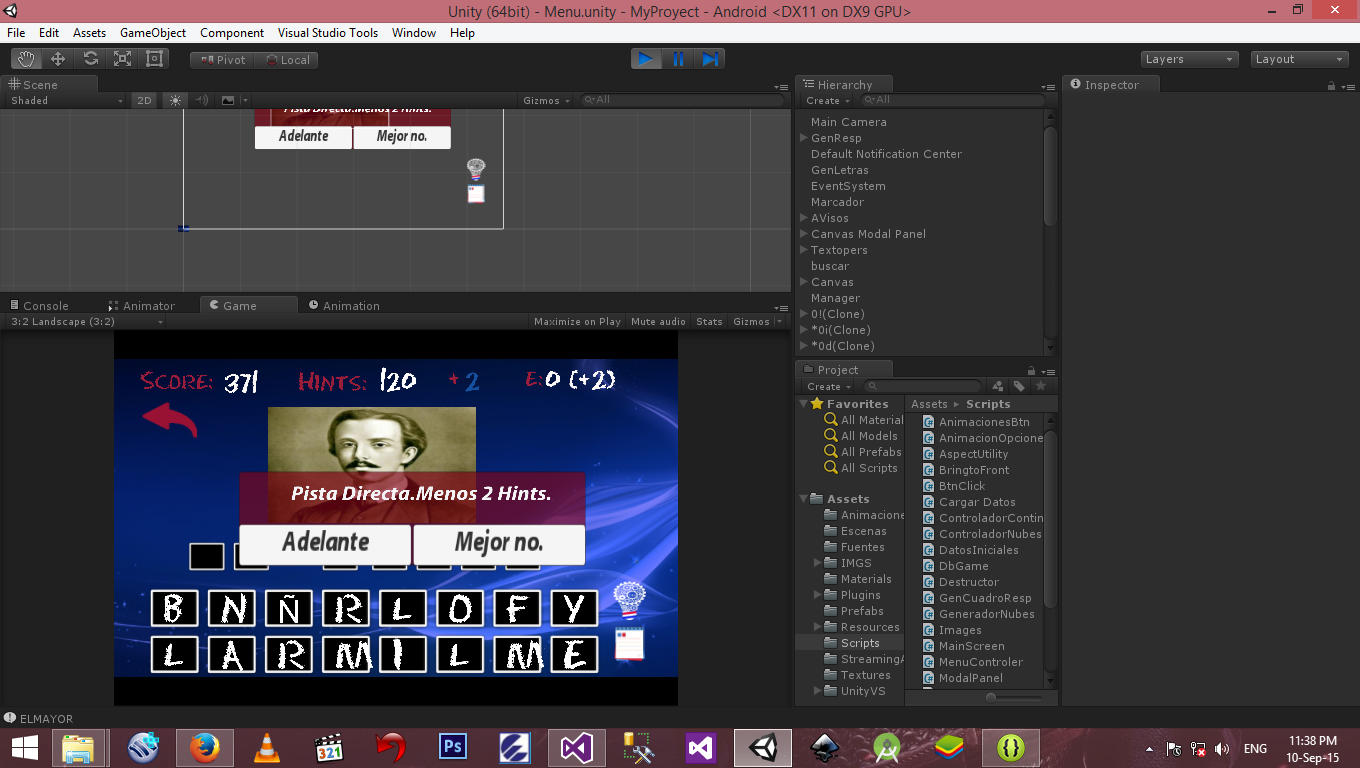 Unity (64bit) - Menu.unity - MyProyect - Android <DX11 on DX9 GPU>
File Edit Assets GameObject Component Visual Studio Tools Window Help
Pivot Local Layers Layout
Scene
Shaded 2D Gizmos All
Pista Directa.Menos 2 Hints.
Adelante Mejor no.
Console Animator Game Animation
3:2 Landscape (3:2) Maximize on Play Mute audio Stats Gizmos
SCORE: 371 HINTS: 120 +2 E:0 (+2)
Pista Directa.Menos 2 Hints.
Adelante Mejor no.
B N Ñ R L O F Y
L A R M I L M E
Hierarchy
Create All
Main Camera
GenResp
Default Notification Center
GenLetras
EventSystem
Marcador
AVisos
Canvas Modal Panel
Textopers
buscar
Canvas
Manager
0!(Clone)
*0i(Clone)
*0d(Clone)
Project
Create
Favorites
All Material
All Models
All Prefabs
All Scripts
Assets
Animacione
Escenas
Fuentes
IMGS
Materials
Plugins
Prefabs
Resources
Scripts
StreamingA
Textures
UnityVS
Assets Scripts
AnimacionesBtn
AnimacionOpcione
AspectUtility
BringtoFront
BtnClick
Cargar Datos
ControladorContin
ControladorNubes
DatosIniciales
DbGame
Destructor
GenCuadroResp
GeneradorNubes
Images
MainScreen
MenuControler
ModalPanel
Inspector
ELMAYOR
321 Ps ENG 11:38 PM
10-Sep-15